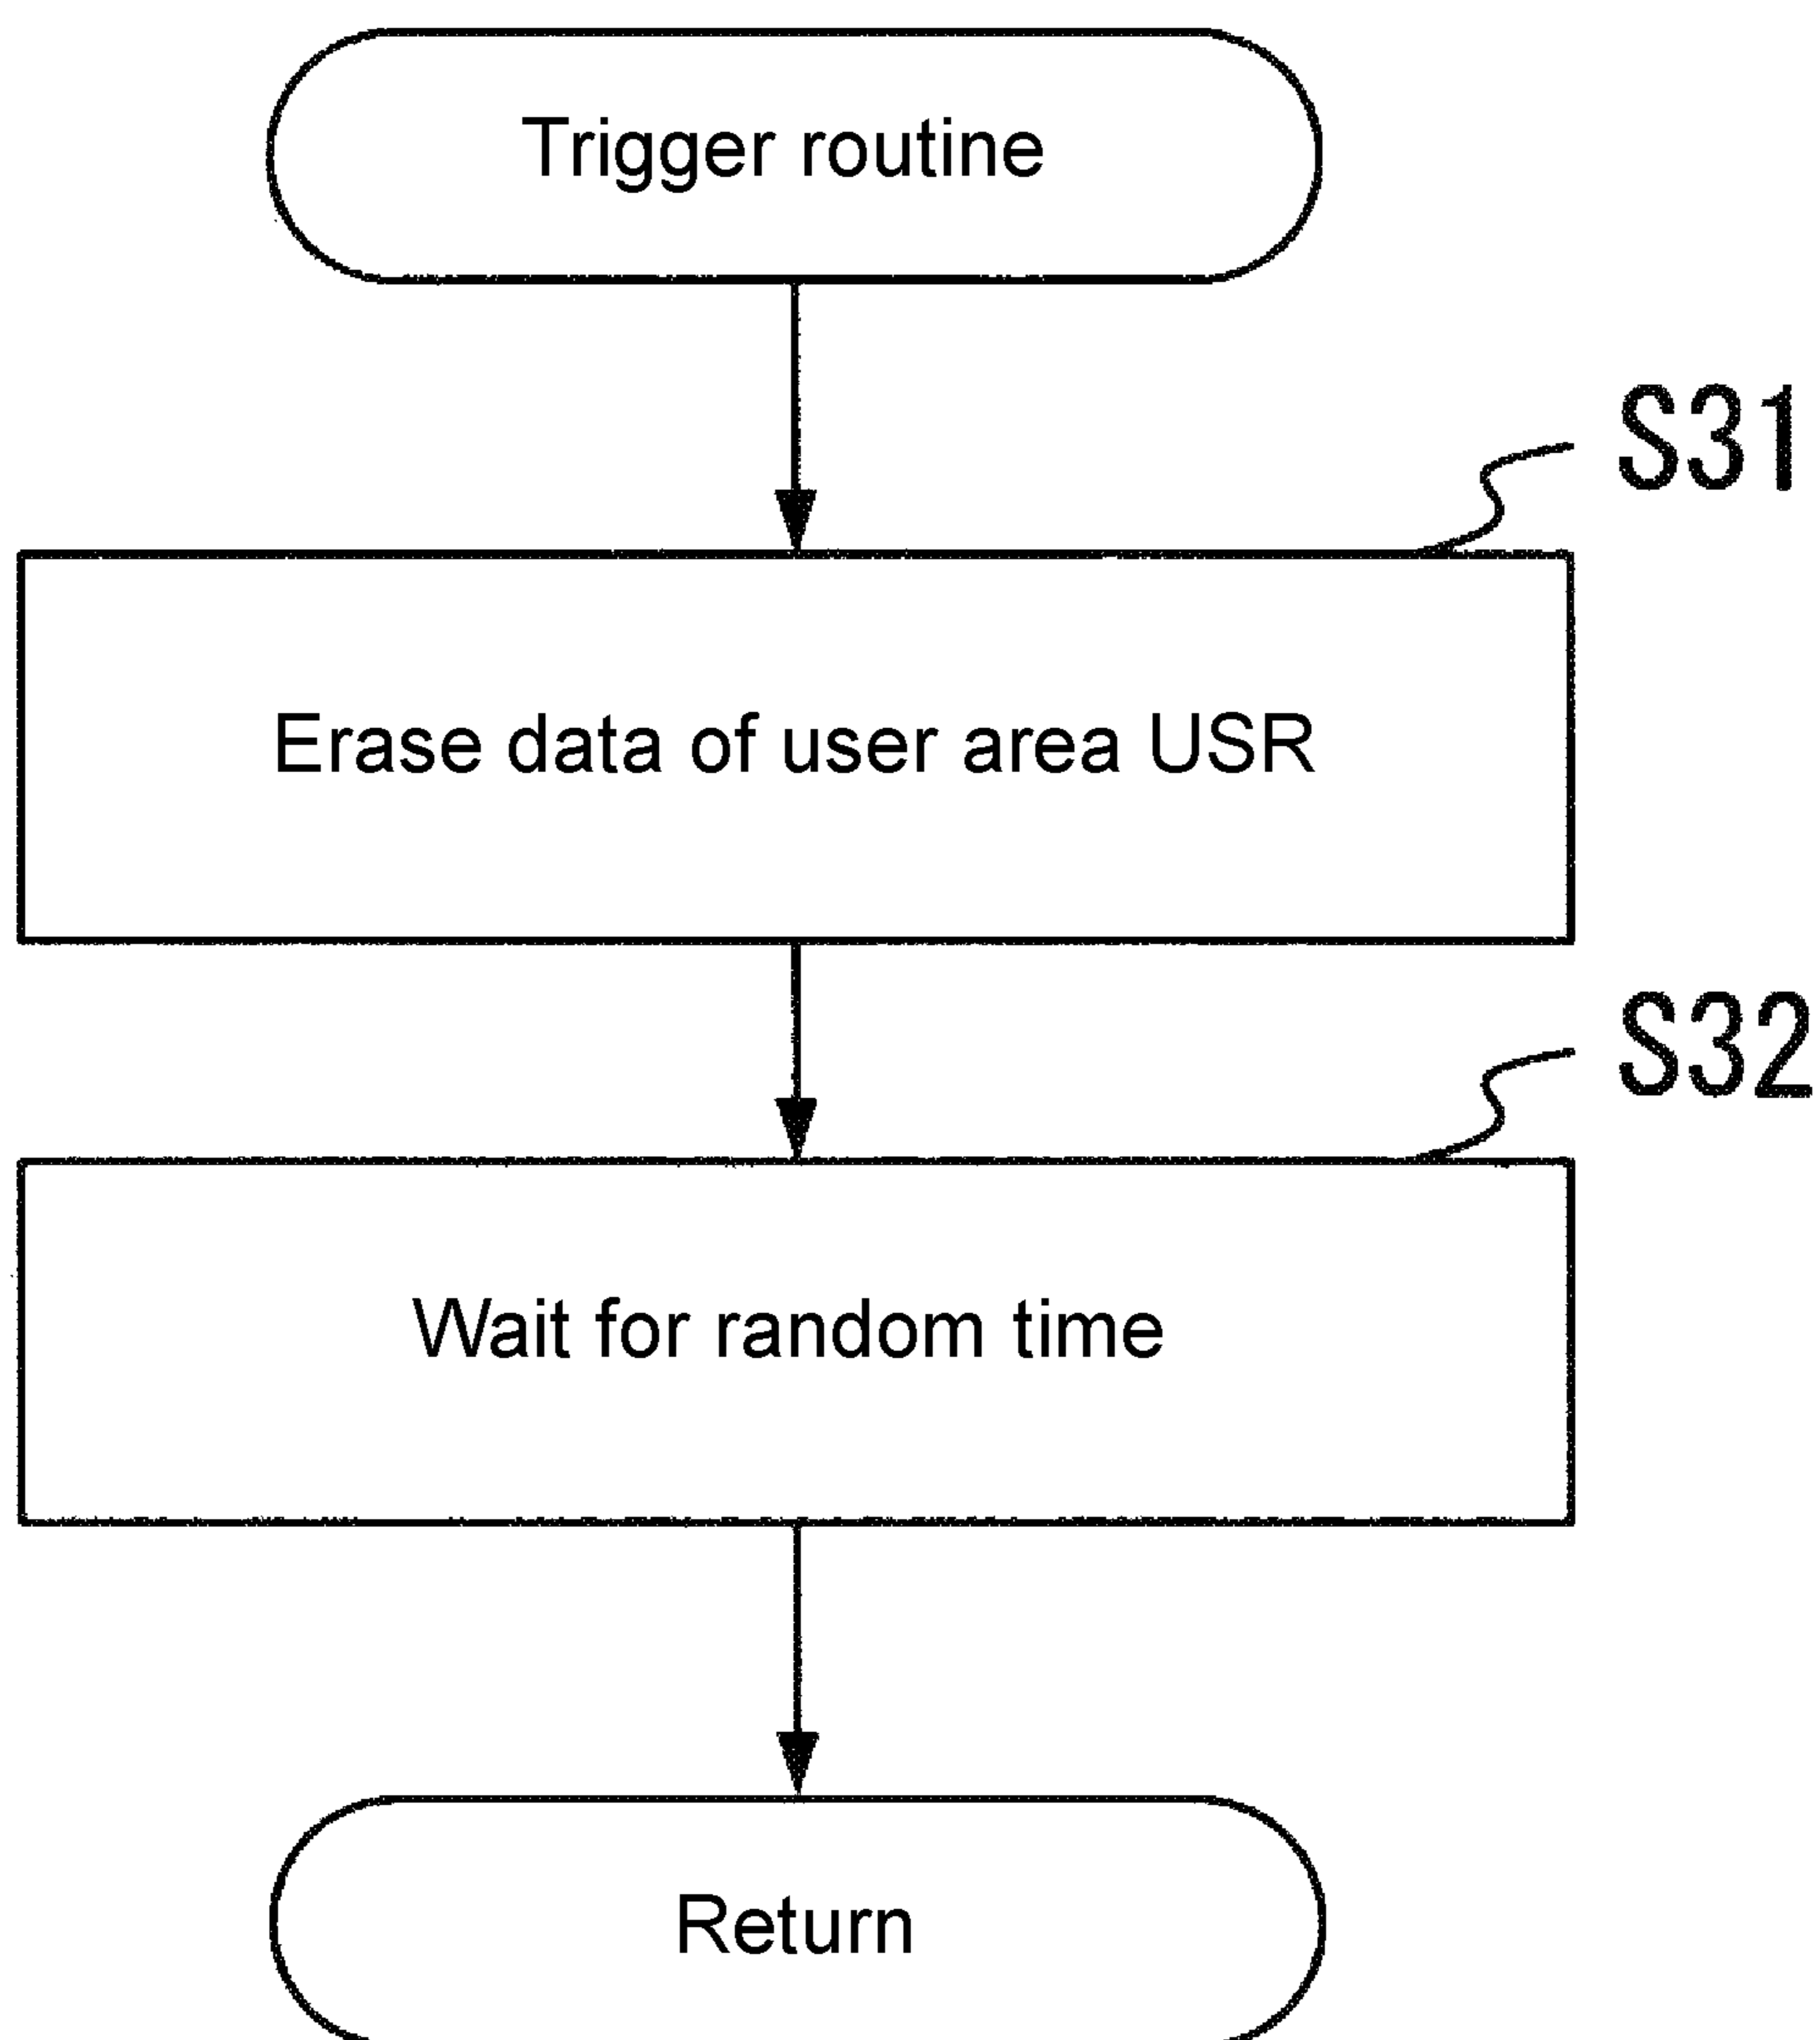 Trigger routine
S31
Erase data of user area USR
S32
Wait for random time
Return